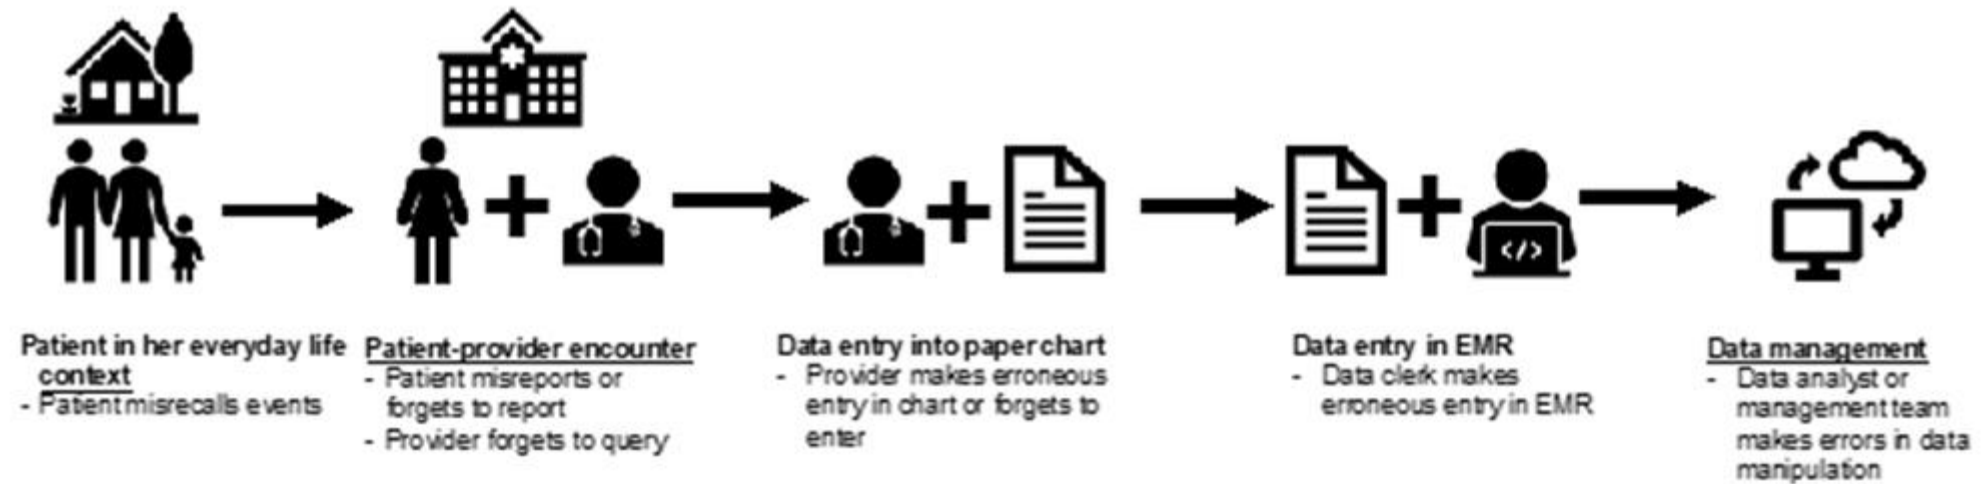 Patient in her everyday life
context
- Patient misrecalls events
Patient-provider encounter
- Patient misreports or
forgets to report
- Provider forgets to query
Data entry into paper chart
- Provider makes erroneous
entry in chart or forgets to
enter
</>
Data entry in EMR
- Data clerk makes
erroneous entry in EMR
Data management
- Data analyst or
management team
makes errors in data
manipulation